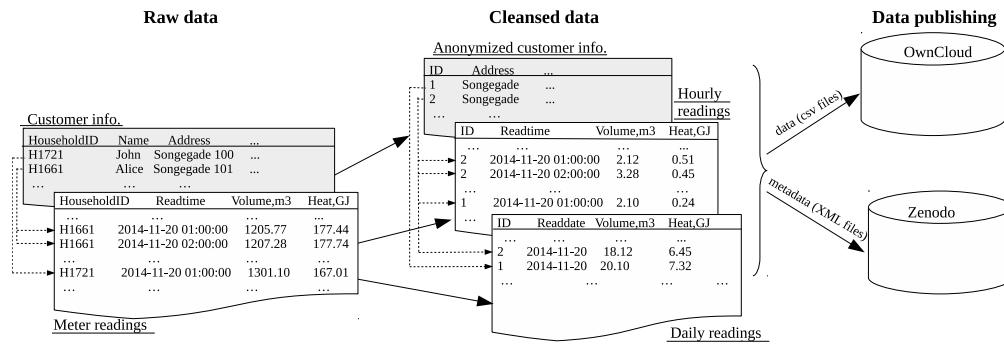 Raw data
Cleansed data
Data publishing
Customer info.
HouseholdID Name Address ...
H1721 John Songegade 100 ...
H1661 Alice Songegade 101 ...
... ... ...
HouseholdID Readtime Volume,m3 Heat,GJ
... ... ... ...
H1661 2014-11-20 01:00:00 1205.77 177.44
H1661 2014-11-20 02:00:00 1207.28 177.74
... ... ... ...
H1721 2014-11-20 01:00:00 1301.10 167.01
... ... ... ...
Meter readings
Anonymized customer info.
ID Address ...
1 Songegade ...
2 Songegade ...
... ...
Hourly
readings
ID Readtime Volume,m3 Heat,GJ
... ... ... ...
2 2014-11-20 01:00:00 2.12 0.51
2 2014-11-20 02:00:00 3.28 0.45
... ... ... ...
1 2014-11-20 01:00:00 2.10 0.24
ID Readdate Volume,m3 Heat,GJ
... ... ... ...
2 2014-11-20 18.12 6.45
1 2014-11-20 20.10 7.32
... ... ... ...
Daily readings
data (csv files)
metadata (XML files)
OwnCloud
Zenodo